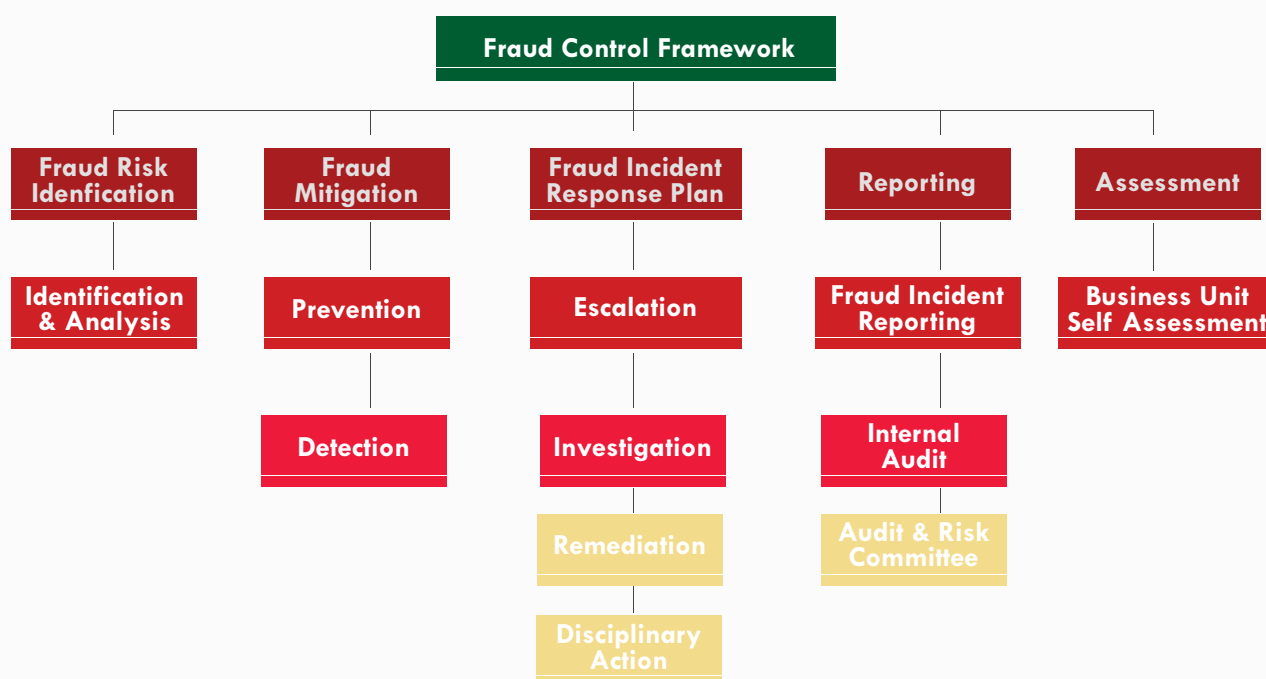 Fraud Control Framework
Fraud Risk
Idenfication
Fraud
Mitigation
Fraud Incident
Response Plan
Reporting
Assessment
Identification
& Analysis
Prevention
Escalation
Fraud Incident
Reporting
Business Unit
Self Assessment
Detection
Investigation
Internal
Audit
Remediation
Audit & Risk
Committee
Disciplinary
Action